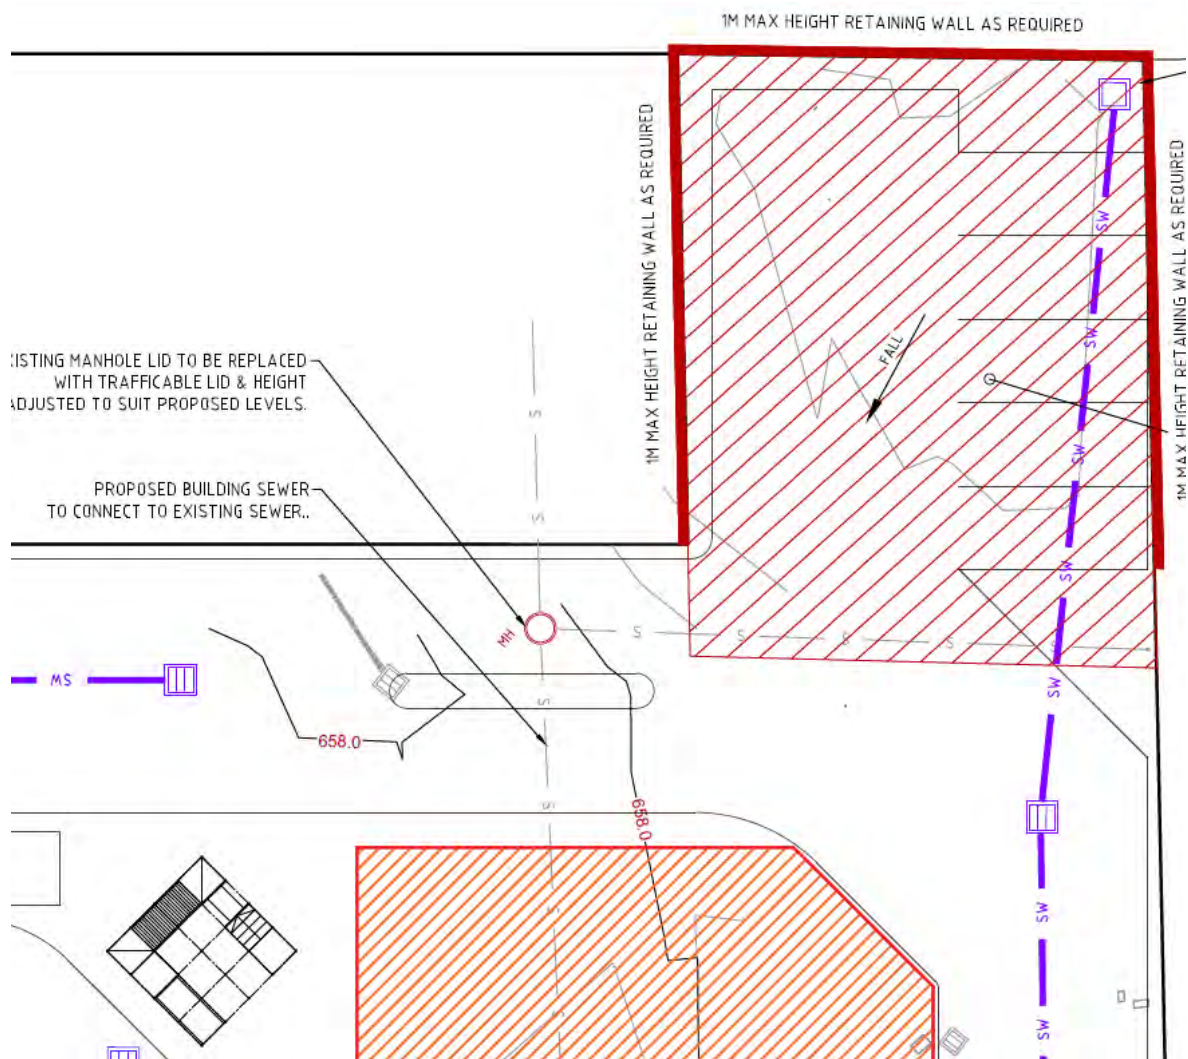 1M MAX HEIGHT RETAINING WALL AS REQUIRED
1M MAX HEIGHT RETAINING WALL AS REQUIRED
1M MAX HEIGHT RETAINING WALL AS REQUIRED
SW
SW
SW
SW
SW
SW
SW
SW
FALL
XISTING MANHOLE LID TO BE REPLACED
WITH TRAFFICABLE LID & HEIGHT
ADJUSTED TO SUIT PROPOSED LEVELS.
PROPOSED BUILDING SEWER
TO CONNECT TO EXISTING SEWER..
MH
S
S
S
S
S
S
S
S
S
S
S
S
658.0
658.0